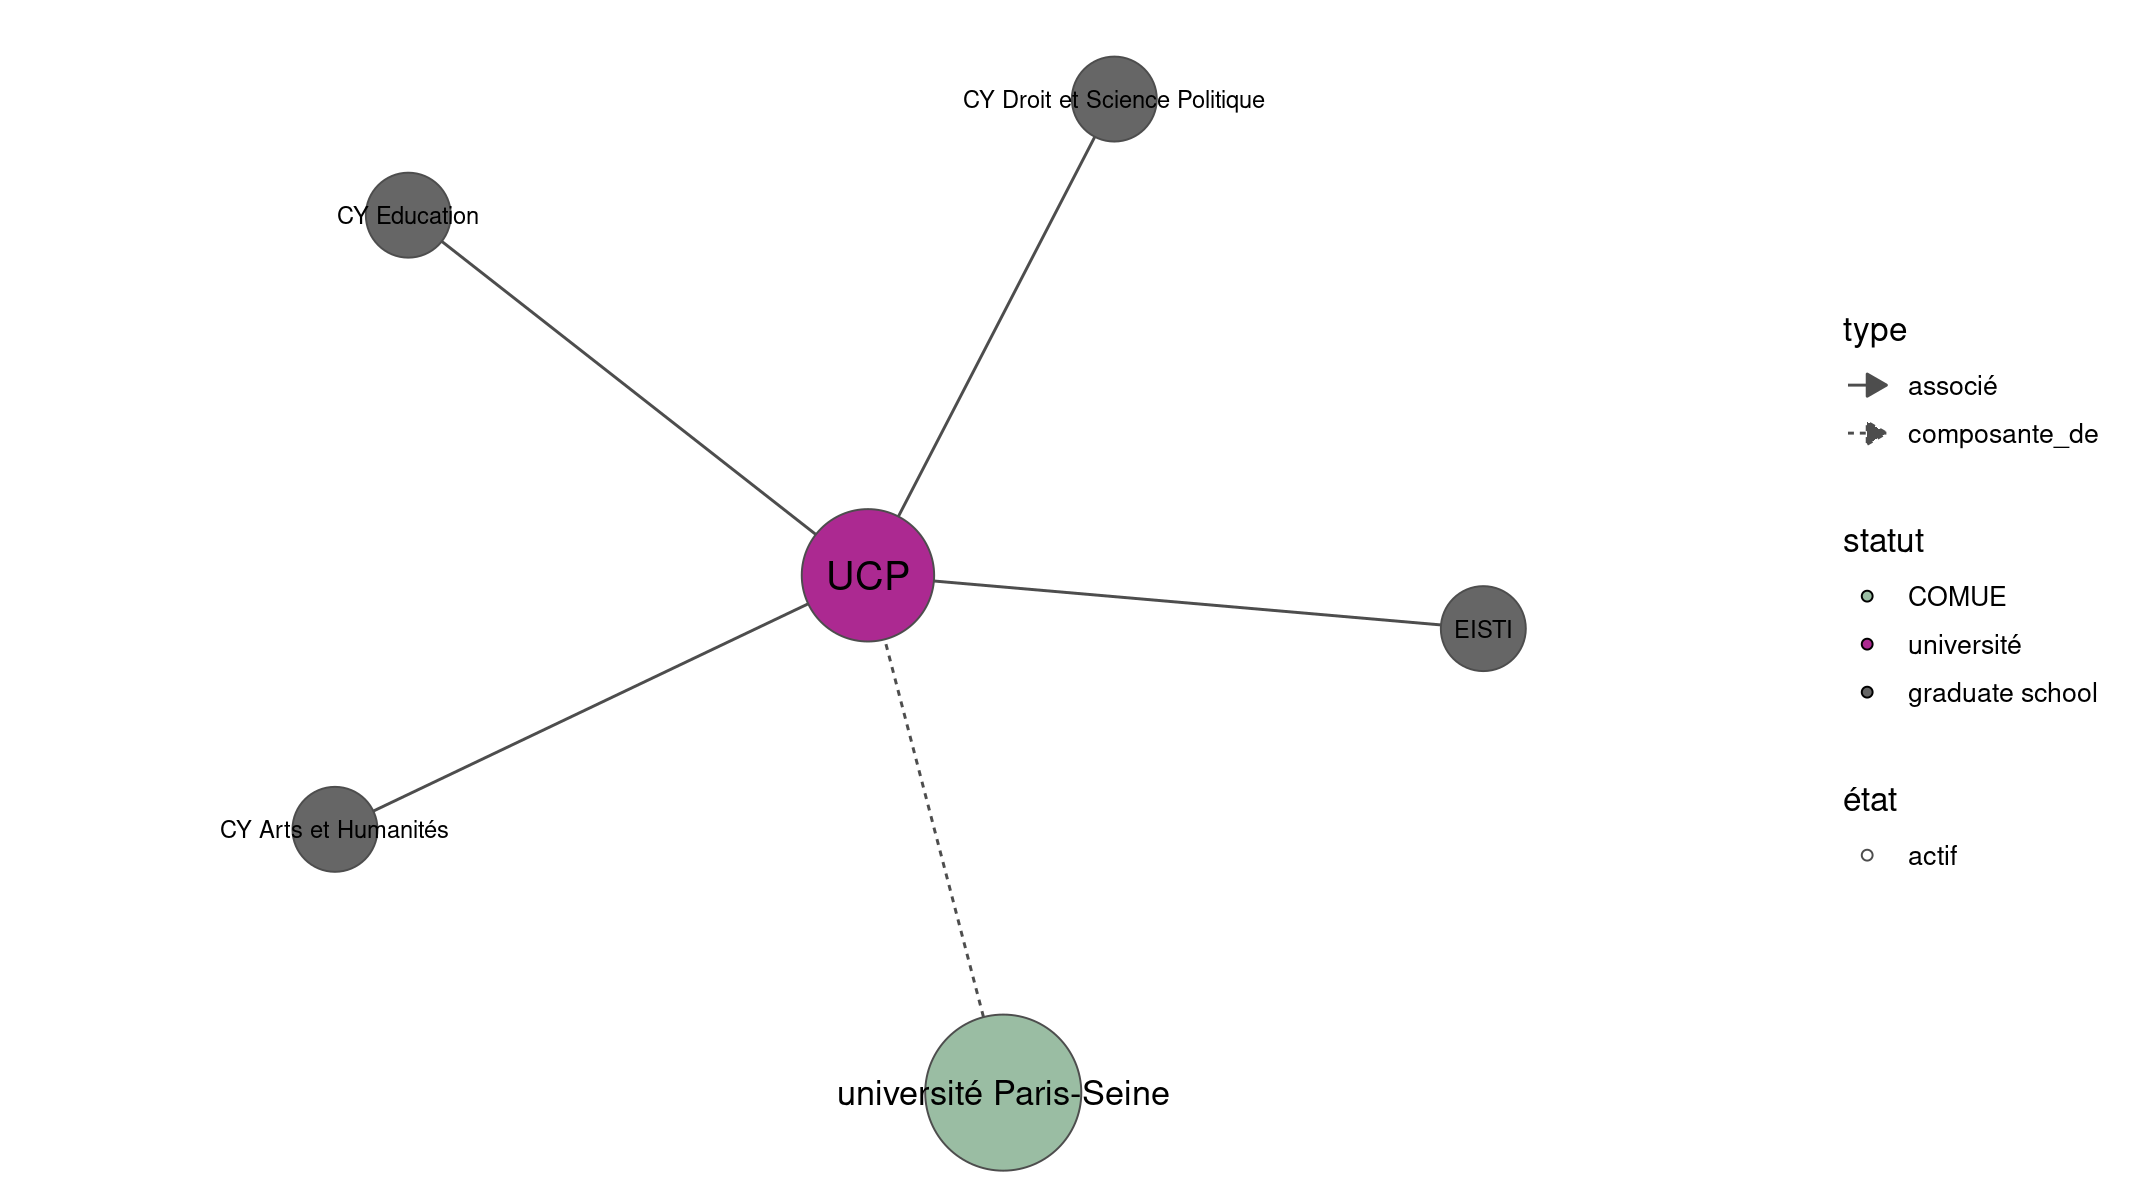 CY Droit et Science Politique
CY Education
UCP
EISTI
CY Arts et Humanités
université Paris-Seine
type
associé
composante_de
statut
COMUE
université
graduate school
état
actif